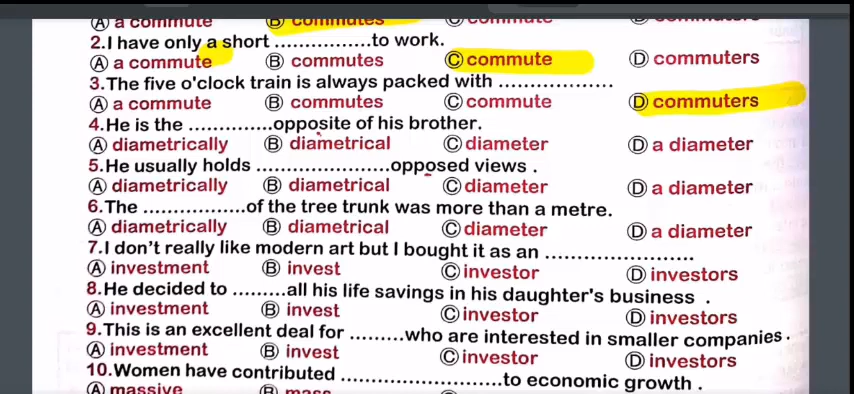 Ⓐ a commute Ⓑ commutes Ⓒ commute Ⓓ commuters
2.I have only a short ................to work.
Ⓐ a commute Ⓑ commutes Ⓒ commute Ⓓ commuters
3.The five o'clock train is always packed with ...................
Ⓐ a commute Ⓑ commutes Ⓒ commute Ⓓ commuters
4.He is the ..............opposite of his brother.
Ⓐ diametrically Ⓑ diametrical Ⓒ diameter Ⓓ a diameter
5.He usually holds ......................opposed views .
Ⓐ diametrically Ⓑ diametrical Ⓒ diameter Ⓓ a diameter
6.The .................of the tree trunk was more than a metre.
Ⓐ diametrically Ⓑ diametrical Ⓒ diameter Ⓓ a diameter
7.I don't really like modern art but I bought it as an .........................
Ⓐ investment Ⓑ invest Ⓒ investor Ⓓ investors
8.He decided to .........all his life savings in his daughter's business .
Ⓐ investment Ⓑ invest Ⓒ investor Ⓓ investors
9.This is an excellent deal for .........who are interested in smaller companies.
Ⓐ investment Ⓑ invest Ⓒ investor Ⓓ investors
10.Women have contributed ...........................to economic growth .
Ⓐ massive Ⓑ mass